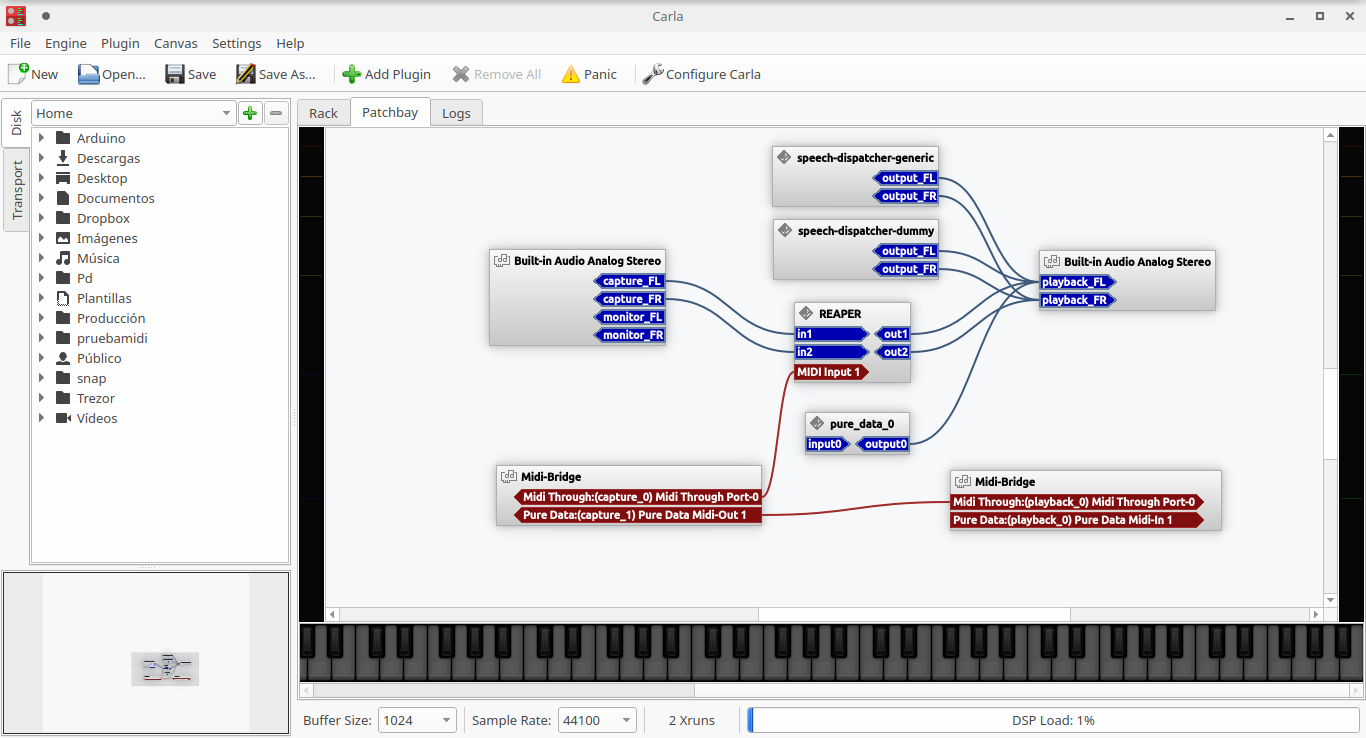 Carla
File Engine Plugin Canvas Settings Help
New Open... Save Save As... Add Plugin Remove All Panic Configure Carla
Disk
Transport
Home
Arduino
Descargas
Desktop
Documentos
Dropbox
Imágenes
Música
Pd
Plantillas
Producción
pruebamidi
Público
snap
Trezor
Vídeos
Rack Patchbay Logs
speech-dispatcher-generic
output_FL
output_FR
speech-dispatcher-dummy
output_FL
output_FR
Built-in Audio Analog Stereo
capture_FL
capture_FR
monitor_FL
monitor_FR
Built-in Audio Analog Stereo
playback_FL
playback_FR
REAPER
in1 out1
in2 out2
MIDI Input 1
pure_data_0
input0 output0
Midi-Bridge
Midi Through:(capture_0) Midi Through Port-0
Pure Data:(capture_1) Pure Data Midi-Out 1
Midi-Bridge
Midi Through:(playback_0) Midi Through Port-0
Pure Data:(playback_0) Pure Data Midi-In 1
Buffer Size: 1024 Sample Rate: 44100 2 Xruns DSP Load: 1%